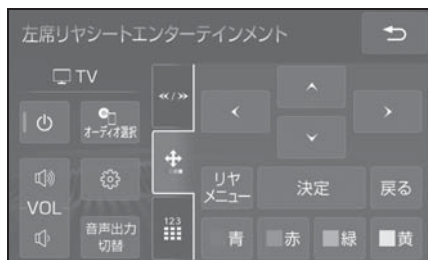 左席リヤシートエンターテインメント
TV
オーディオ選択
VOL
音声出力
切替
≪/≫
123
リヤ
メニュー
決定
戻る
青
赤
緑
黄